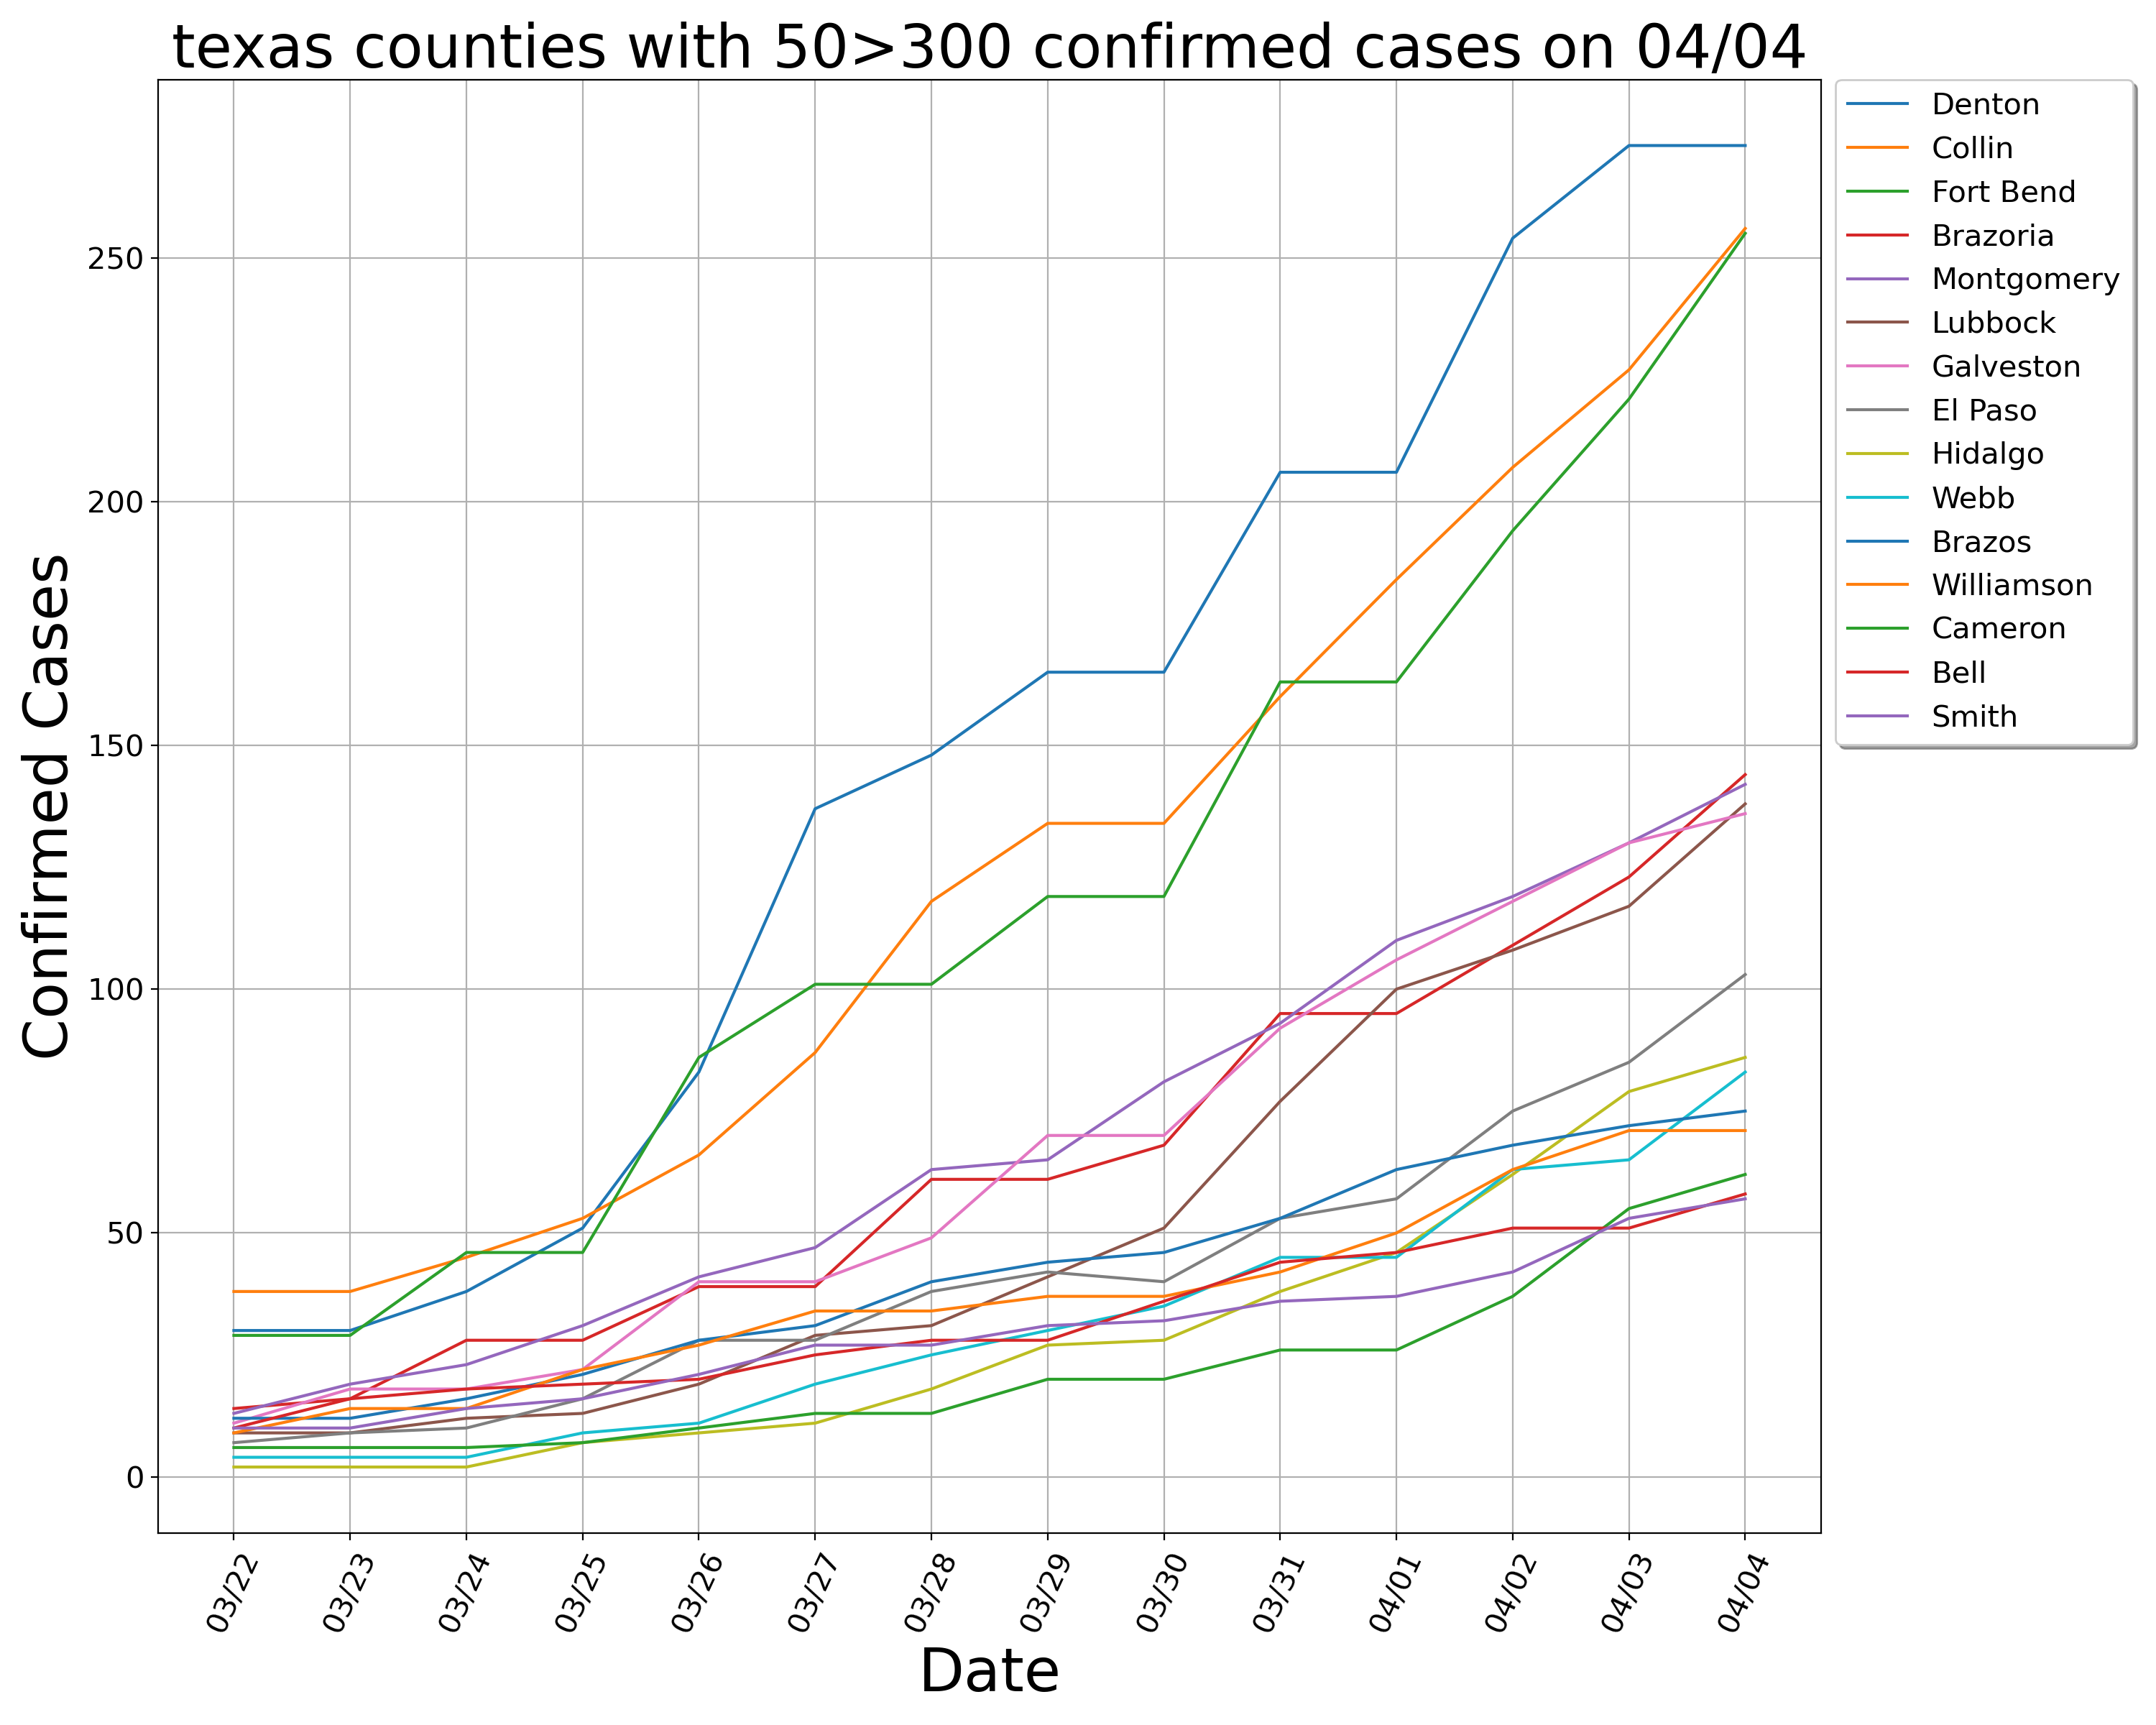 texas counties with 50>300 confirmed cases on 04/04
Denton
Collin
Fort Bend
Brazoria
Montgomery
Lubbock
Galveston
El Paso
Hidalgo
Webb
Brazos
Williamson
Cameron
Bell
Smith
Confirmed Cases
250
200
150
100
50
0
03/22
03/23
03/24
03/25
03/26
03/27
03/28
03/29
03/30
03/31
04/01
04/02
04/03
04/04
Date